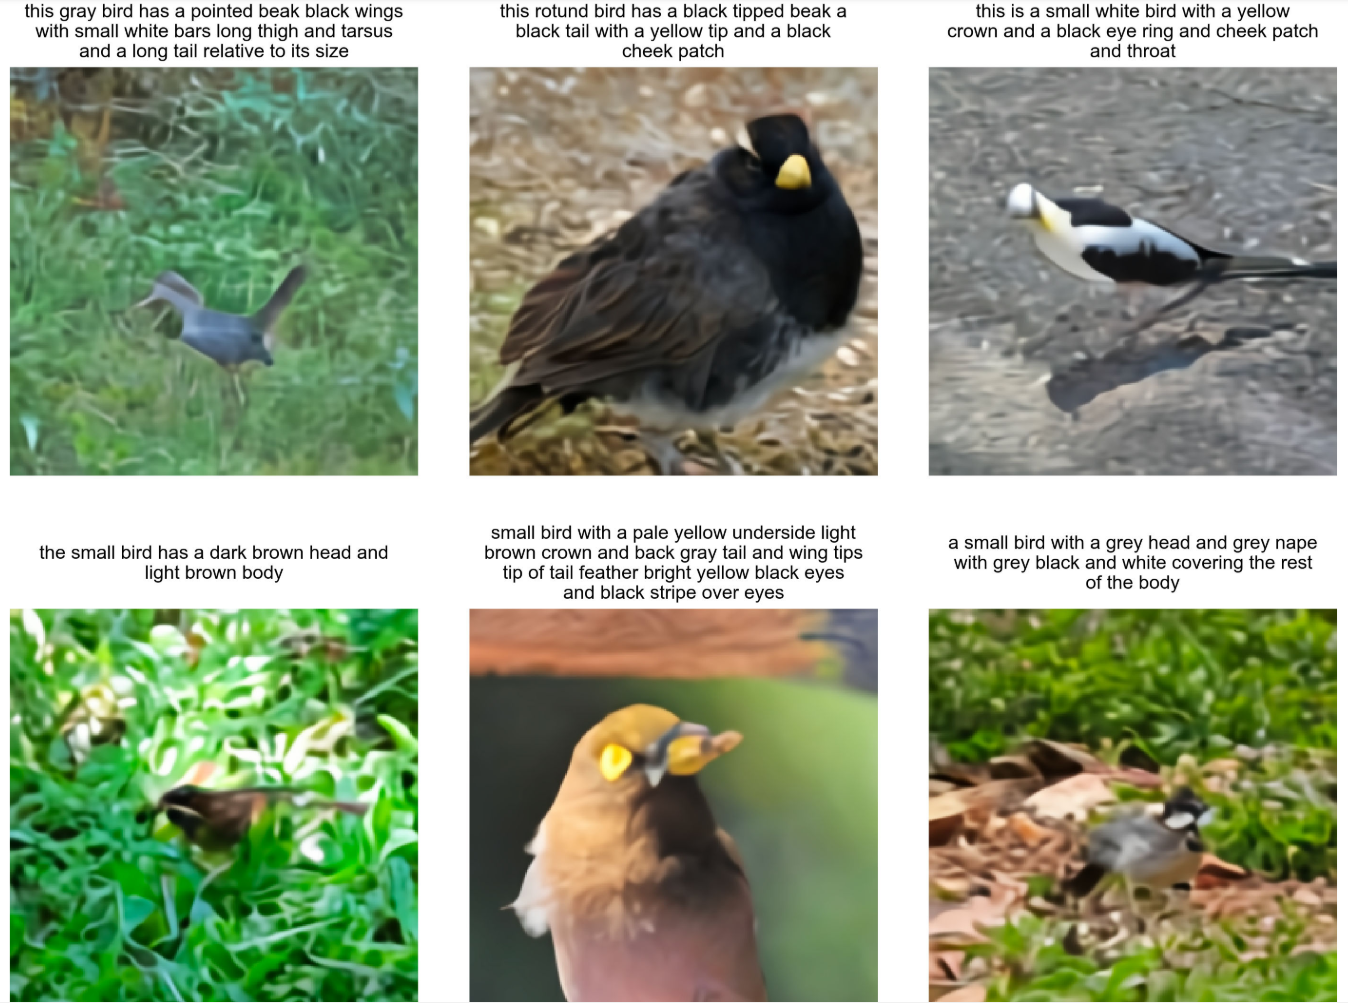 this gray bird has a pointed beak black wings
with small white bars long thigh and tarsus
and a long tail relative to its size
this rotund bird has a black tipped beak a
black tail with a yellow tip and a black
cheek patch
this is a small white bird with a yellow
crown and a black eye ring and cheek patch
and throat
the small bird has a dark brown head and
light brown body
small bird with a pale yellow underside light
brown crown and back gray tail and wing tips
tip of tail feather bright yellow black eyes
and black stripe over eyes
a small bird with a grey head and grey nape
with grey black and white covering the rest
of the body